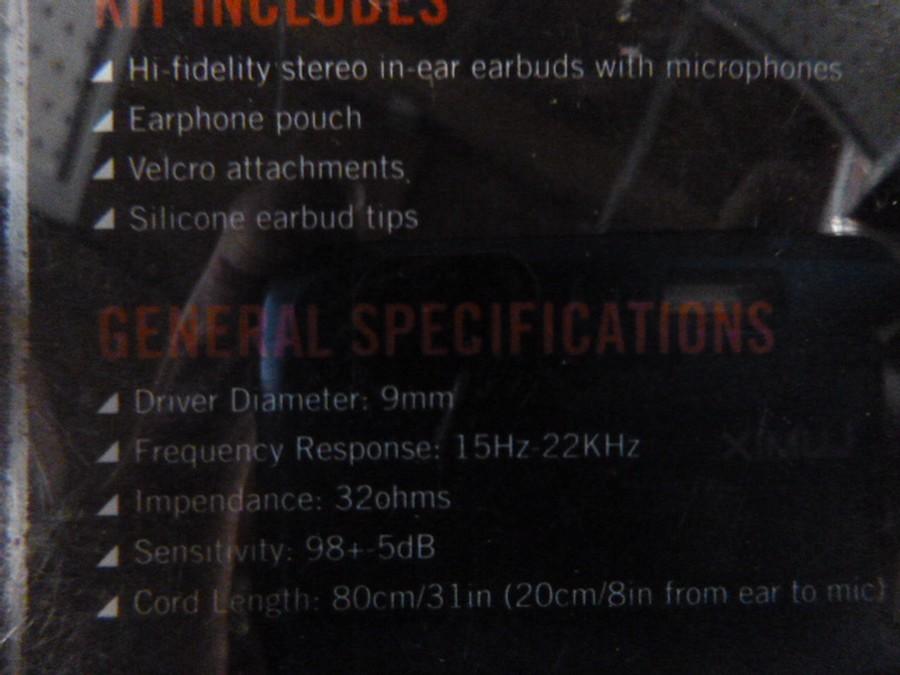 KIT INCLUDES
Hi-fidelity stereo in-ear earbuds with microphones
Earphone pouch
Velcro attachments
Silicone earbud tips
GENERAL SPECIFICATIONS
Driver Diameter: 9mm
Frequency Response: 15Hz-22KHz
Impendance: 32ohms
Sensitivity: 98+-5dB
Cord Length: 80cm/31in (20cm/8in from ear to mic)